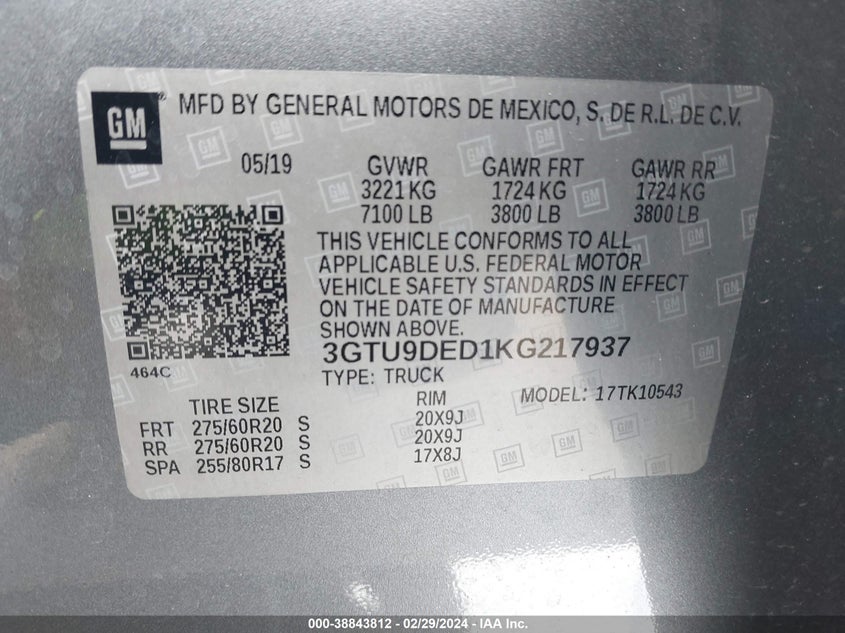 GM
MFD BY GENERAL MOTORS DE MEXICO, S. DE R.L. DE C.V.
05/19 GVWR GAWR FRT GAWR RR
3221 KG 1724 KG 1724 KG
7100 LB 3800 LB 3800 LB
THIS VEHICLE CONFORMS TO ALL
APPLICABLE U.S. FEDERAL MOTOR
VEHICLE SAFETY STANDARDS IN EFFECT
ON THE DATE OF MANUFACTURE
SHOWN ABOVE.
3GTU9DED1KG217937
464C
TYPE: TRUCK
TIRE SIZE RIM MODEL: 17TK10543
FRT 275/60R20 S 20X9J
RR 275/60R20 S 20X9J
SPA 255/80R17 S 17X8J
000-38843812 - 02/29/2024 - IAA Inc.